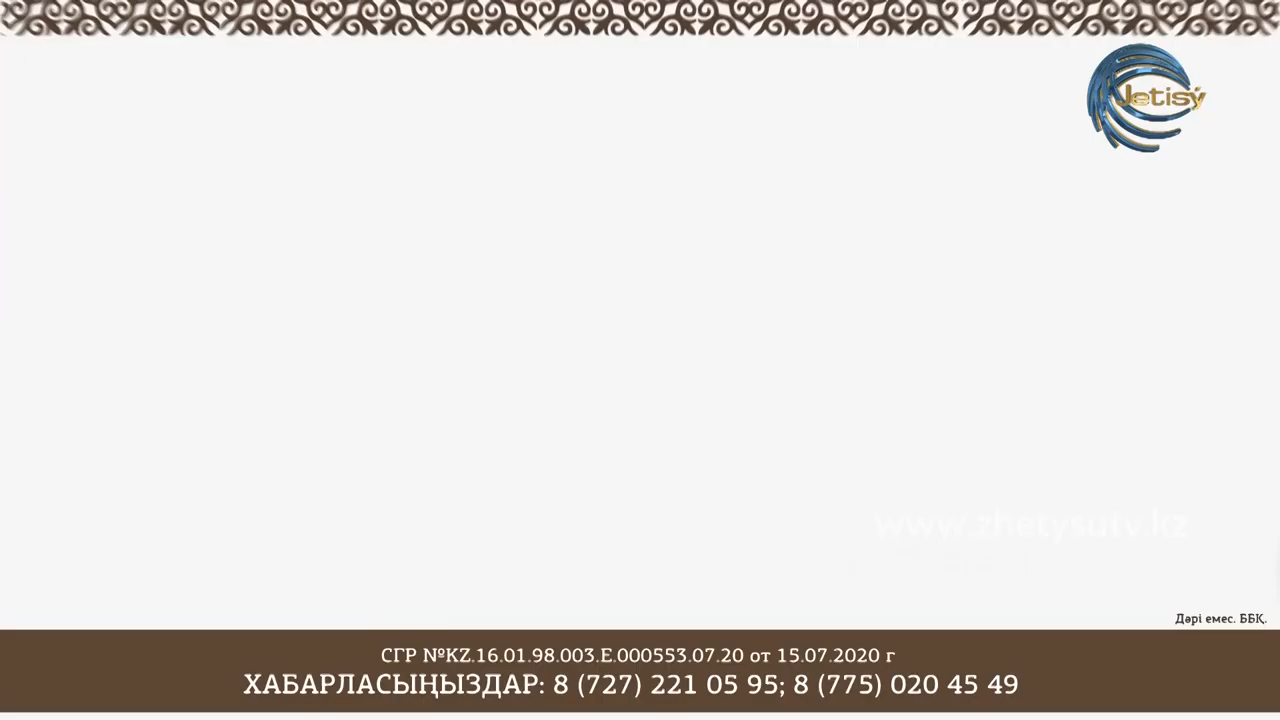 Jetisý
www.zhetysutv.kz
Дәрі емес. ББҚ.
СГР №KZ.16.01.98.003.E.000553.07.20 от 15.07.2020 г
ХАБАРЛАСЫҢЫЗДАР: 8 (727) 221 05 95; 8 (775) 020 45 49